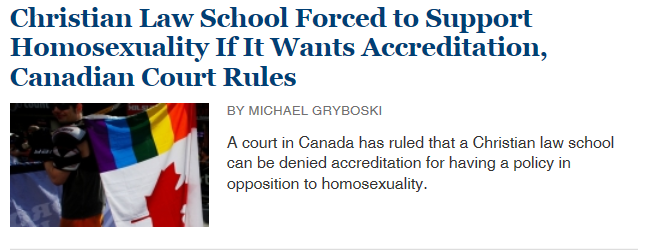 Christian Law School Forced to Support
Homosexuality If It Wants Accreditation,
Canadian Court Rules
BY MICHAEL GRYBOSKI
A court in Canada has ruled that a Christian law school
can be denied accreditation for having a policy in
opposition to homosexuality.